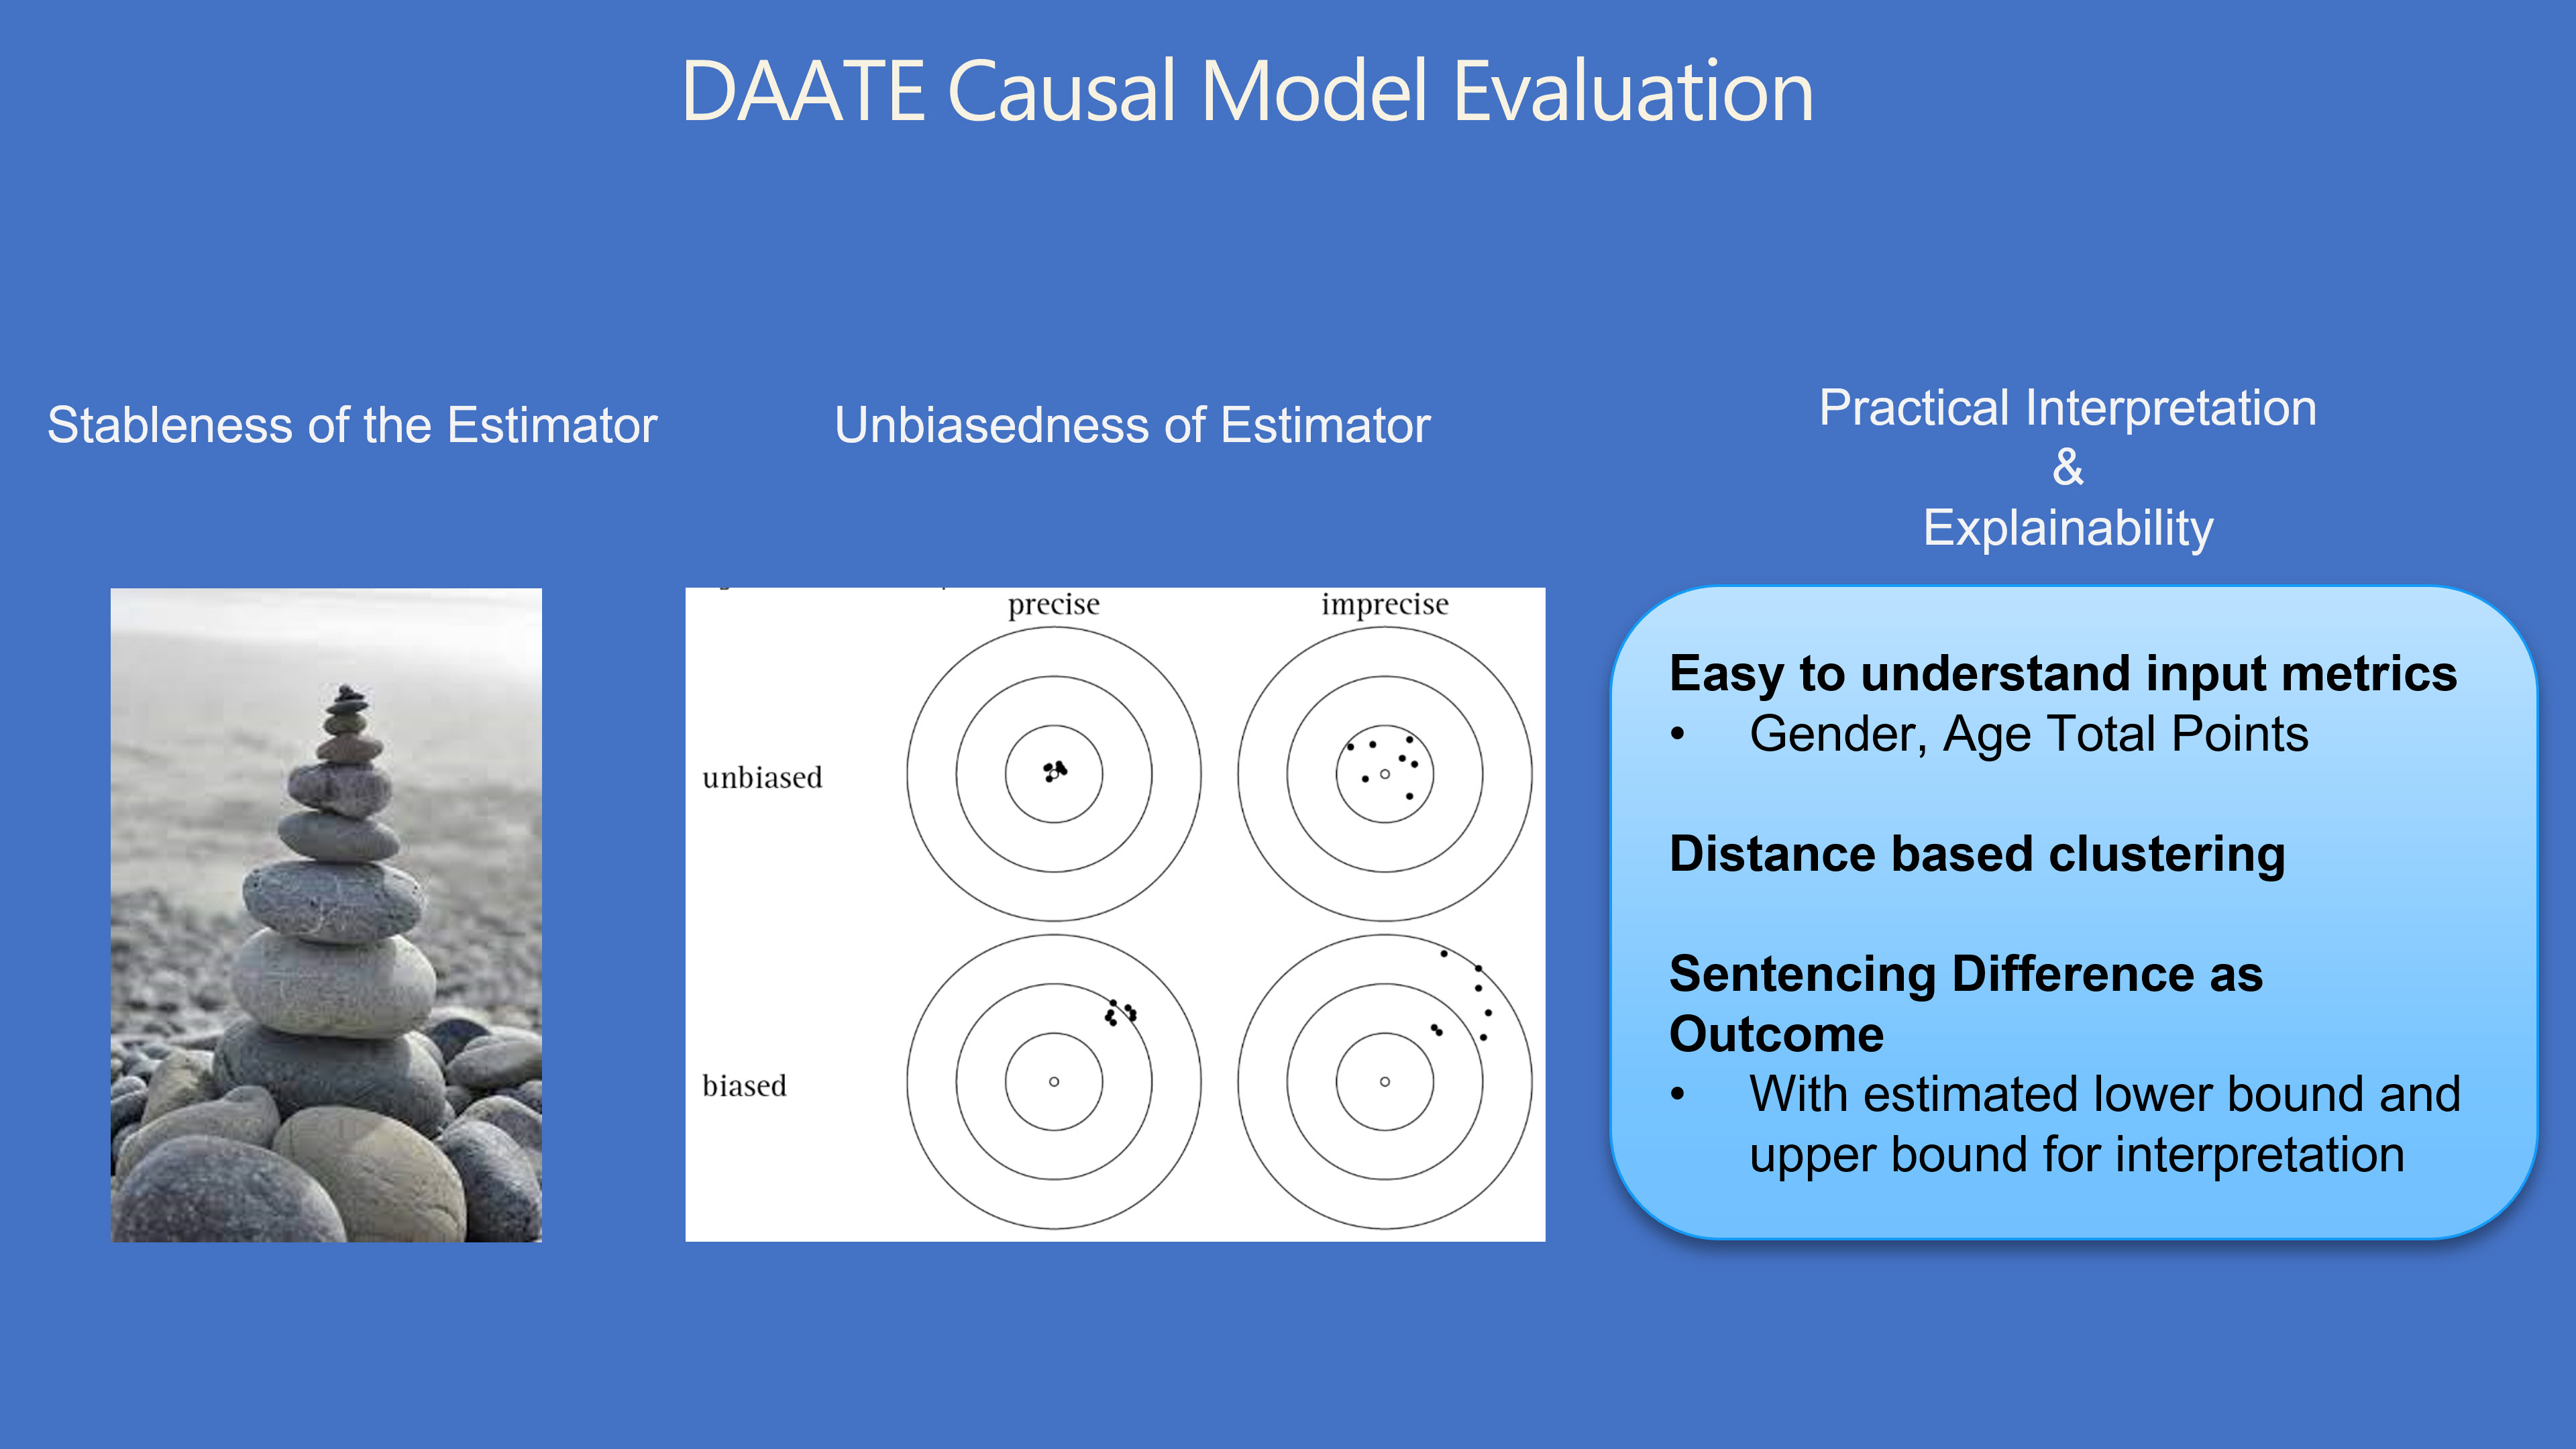 DAATE Causal Model Evaluation
Stableness of the Estimator
Unbiasedness of Estimator
Practical Interpretation
&
Explainability
precise
imprecise
unbiased
biased
Easy to understand input metrics
• Gender, Age Total Points
Distance based clustering
Sentencing Difference as
Outcome
• With estimated lower bound and
upper bound for interpretation